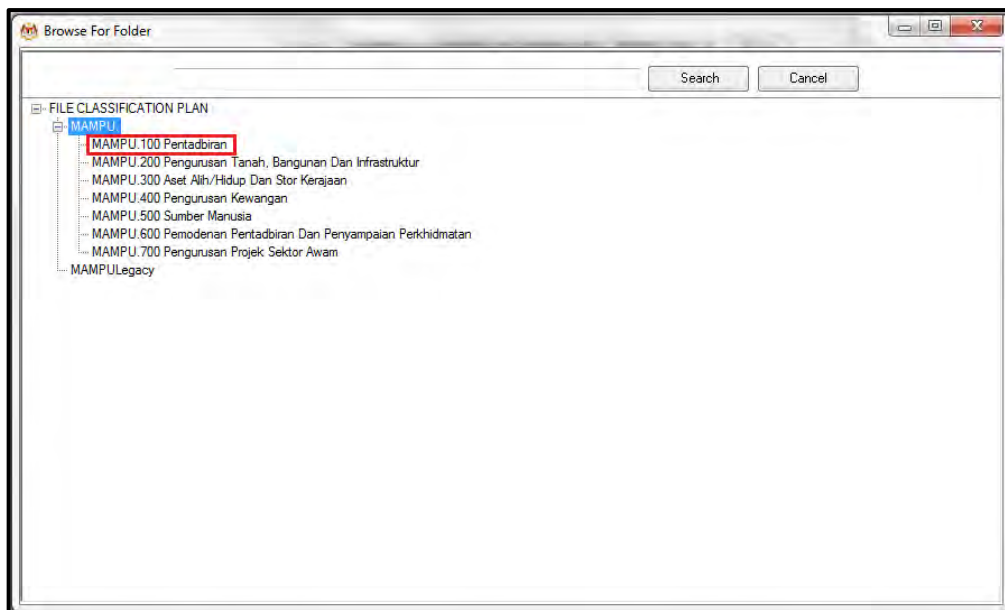 Browse For Folder
Search Cancel
FILE CLASSIFICATION PLAN
MAMPU
MAMPU.100 Pentadbiran
MAMPU.200 Pengurusan Tanah, Bangunan Dan Infrastruktur
MAMPU.300 Aset Alih/Hidup Dan Stor Kerajaan
MAMPU.400 Pengurusan Kewangan
MAMPU.500 Sumber Manusia
MAMPU.600 Pemodenan Pentadbiran Dan Penyampaian Perkhidmatan
MAMPU.700 Pengurusan Projek Sektor Awam
MAMPULegacy